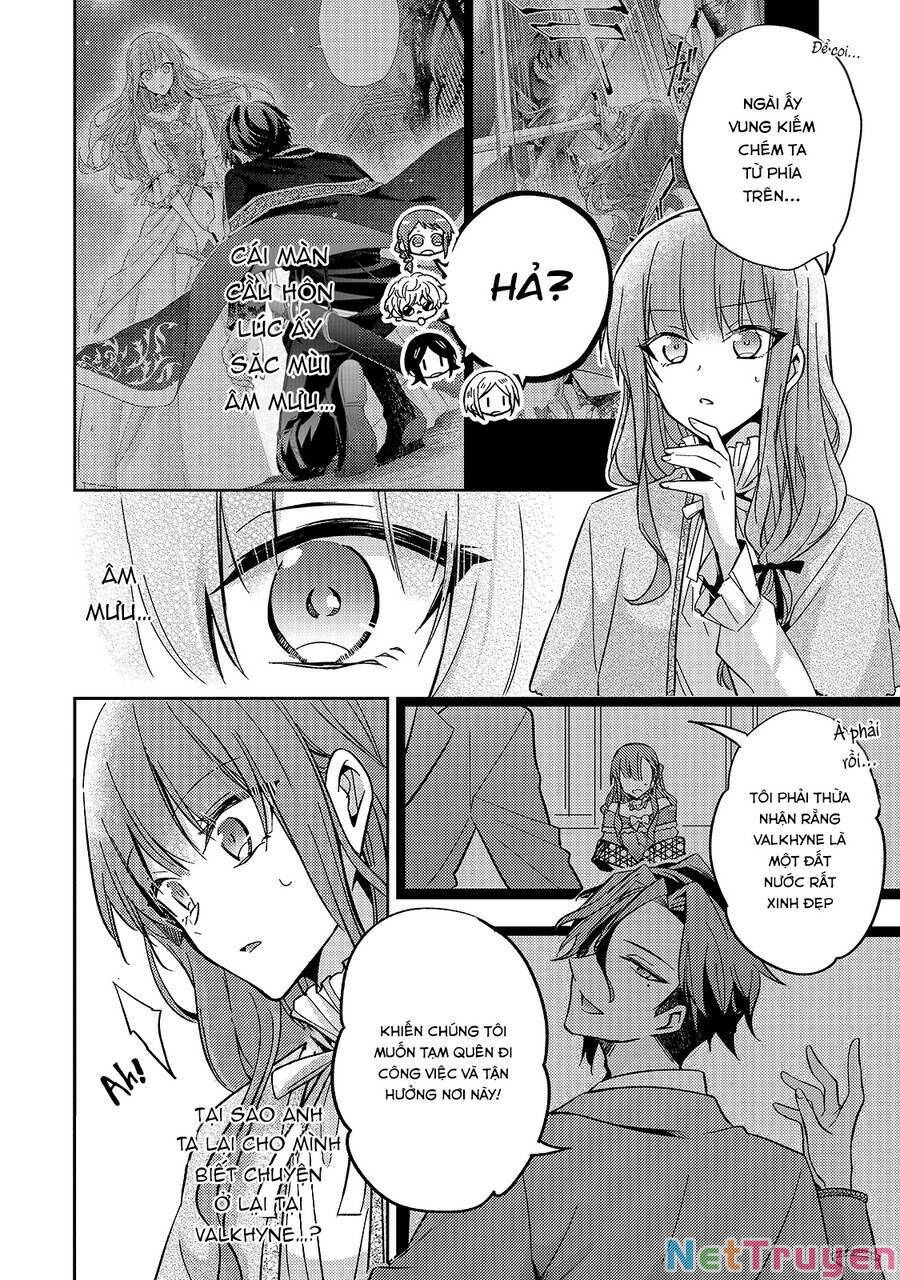 Để coi...
NGÀI ẤY
VUNG KIẾM
CHÉM TA
TỪ PHÍA
TRÊN...
HẢ?
CÁI MÀN
CẦU HÔN
LÚC ẤY
SẶC MÙI
ÂM MƯU...
ÂM
MƯU...
À phải
rồi...
TÔI PHẢI THỪA
NHẬN RẰNG
VALKHYNE LÀ
MỘT ĐẤT
NƯỚC RẤT
XINH ĐẸP
KHIẾN CHÚNG TÔI
MUỐN TẠM QUÊN ĐI
CÔNG VIỆC VÀ TẬN
HƯỞNG NƠI NÀY!
Ah!
TẠI SAO ANH
TA LẠI CHO MÌNH
BIẾT CHUYỆN
Ở LẠI TẠI
VALKHYNE...?
NetTruyen